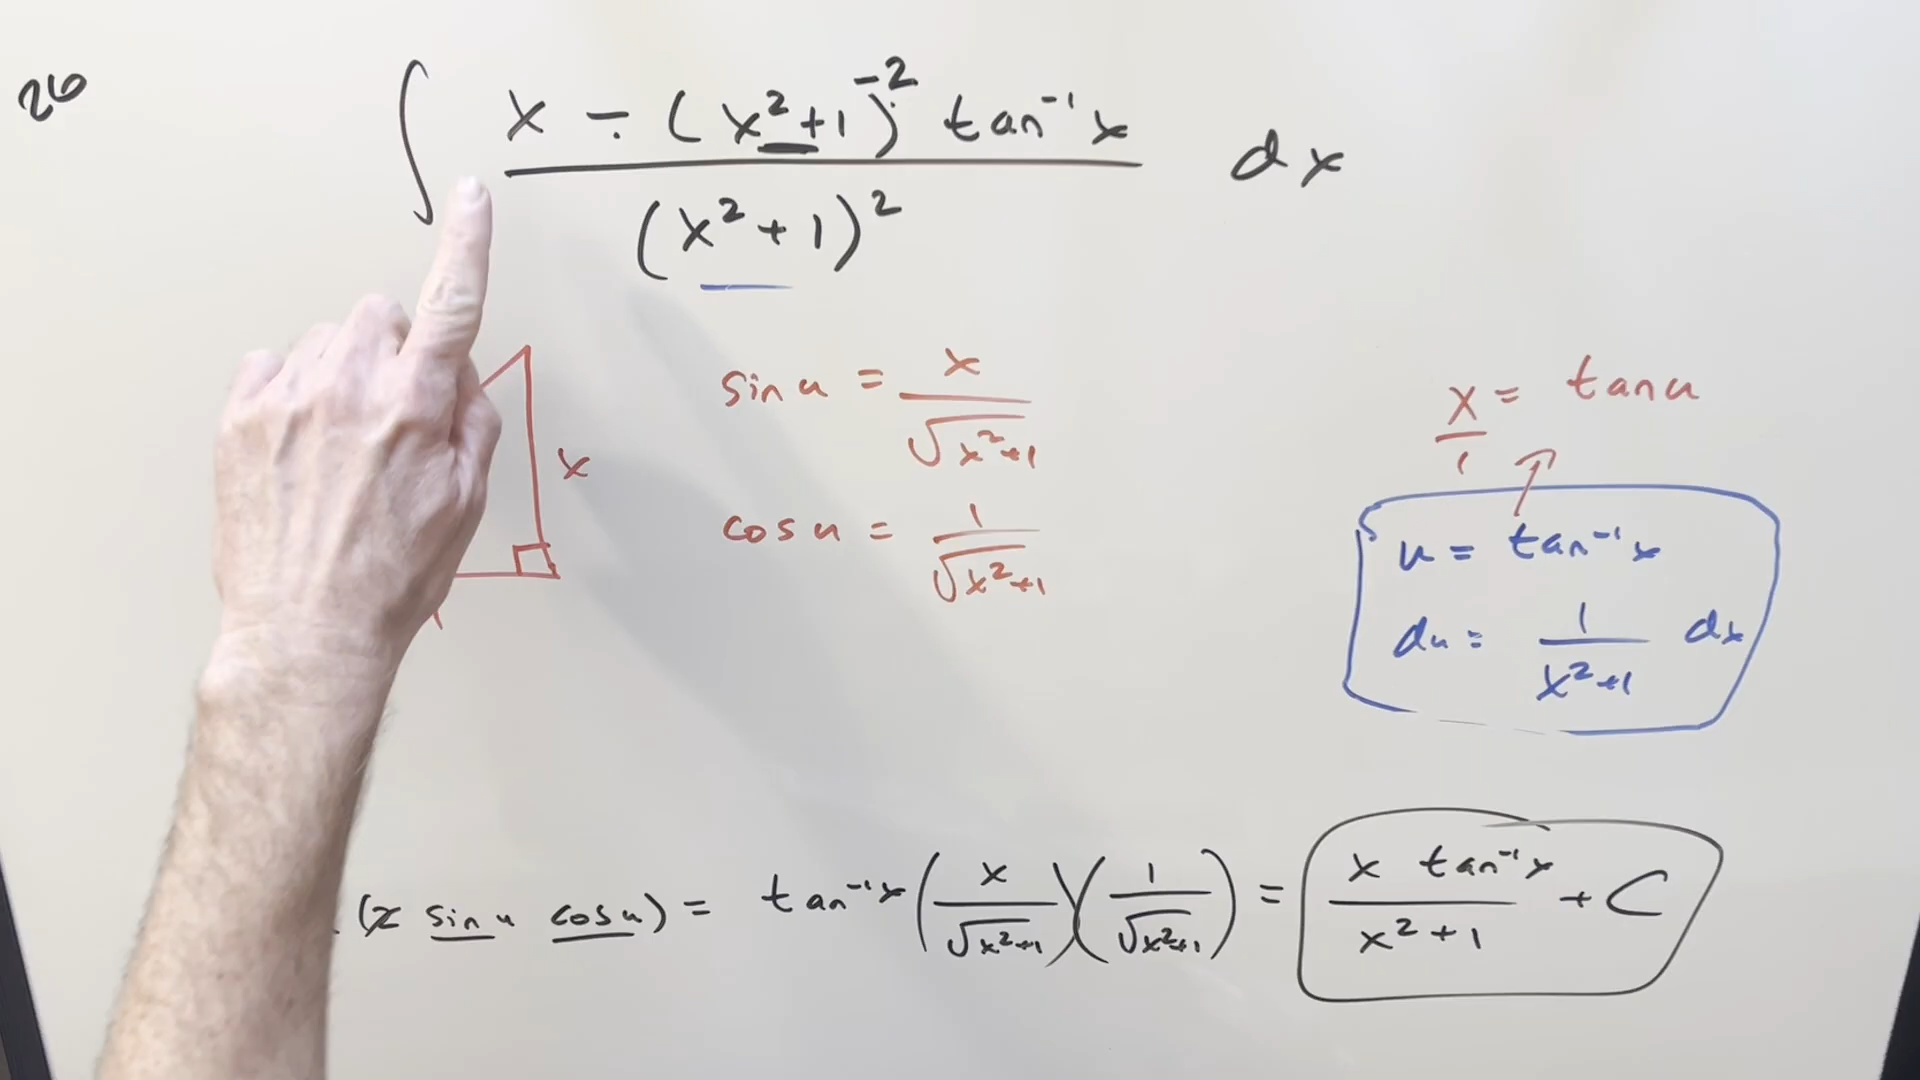 26
∫ (x ÷ (x²+1)⁻² tan⁻¹x) / (x²+1)² dx
sin u = x / √(x²+1)
x/1 = tan u
x
cos u = 1 / √(x²+1)
u = tan⁻¹x
du = 1 / (x²+1) dx
(2 sin u cos u) = tan⁻¹x (x / √(x²+1)) (1 / √(x²+1)) = x tan⁻¹x / (x²+1) + C